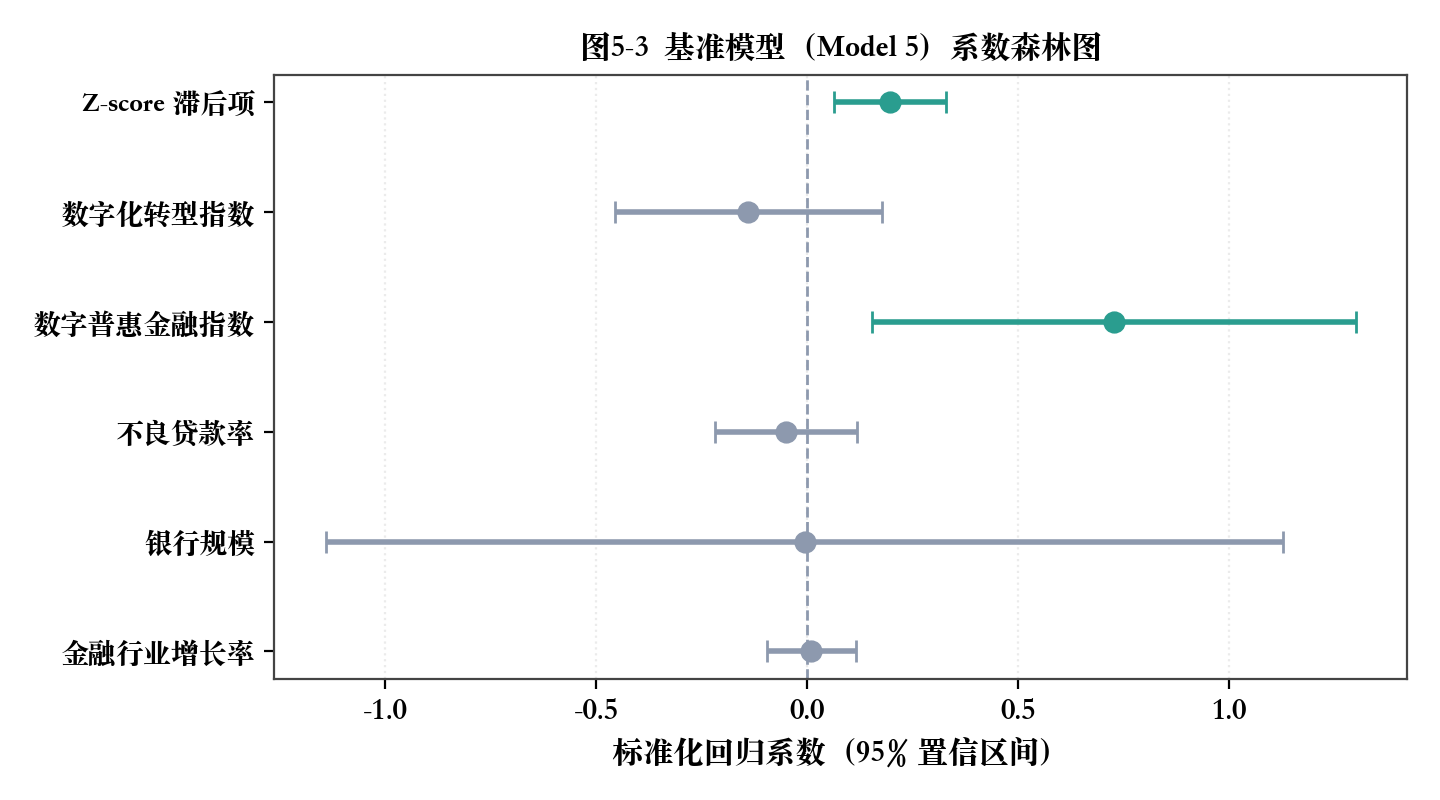 图5-3 基准模型（Model 5）系数森林图
Z-score 滞后项
数字化转型指数
数字普惠金融指数
不良贷款率
银行规模
金融行业增长率
-1.0 -0.5 0.0 0.5 1.0
标准化回归系数（95% 置信区间）